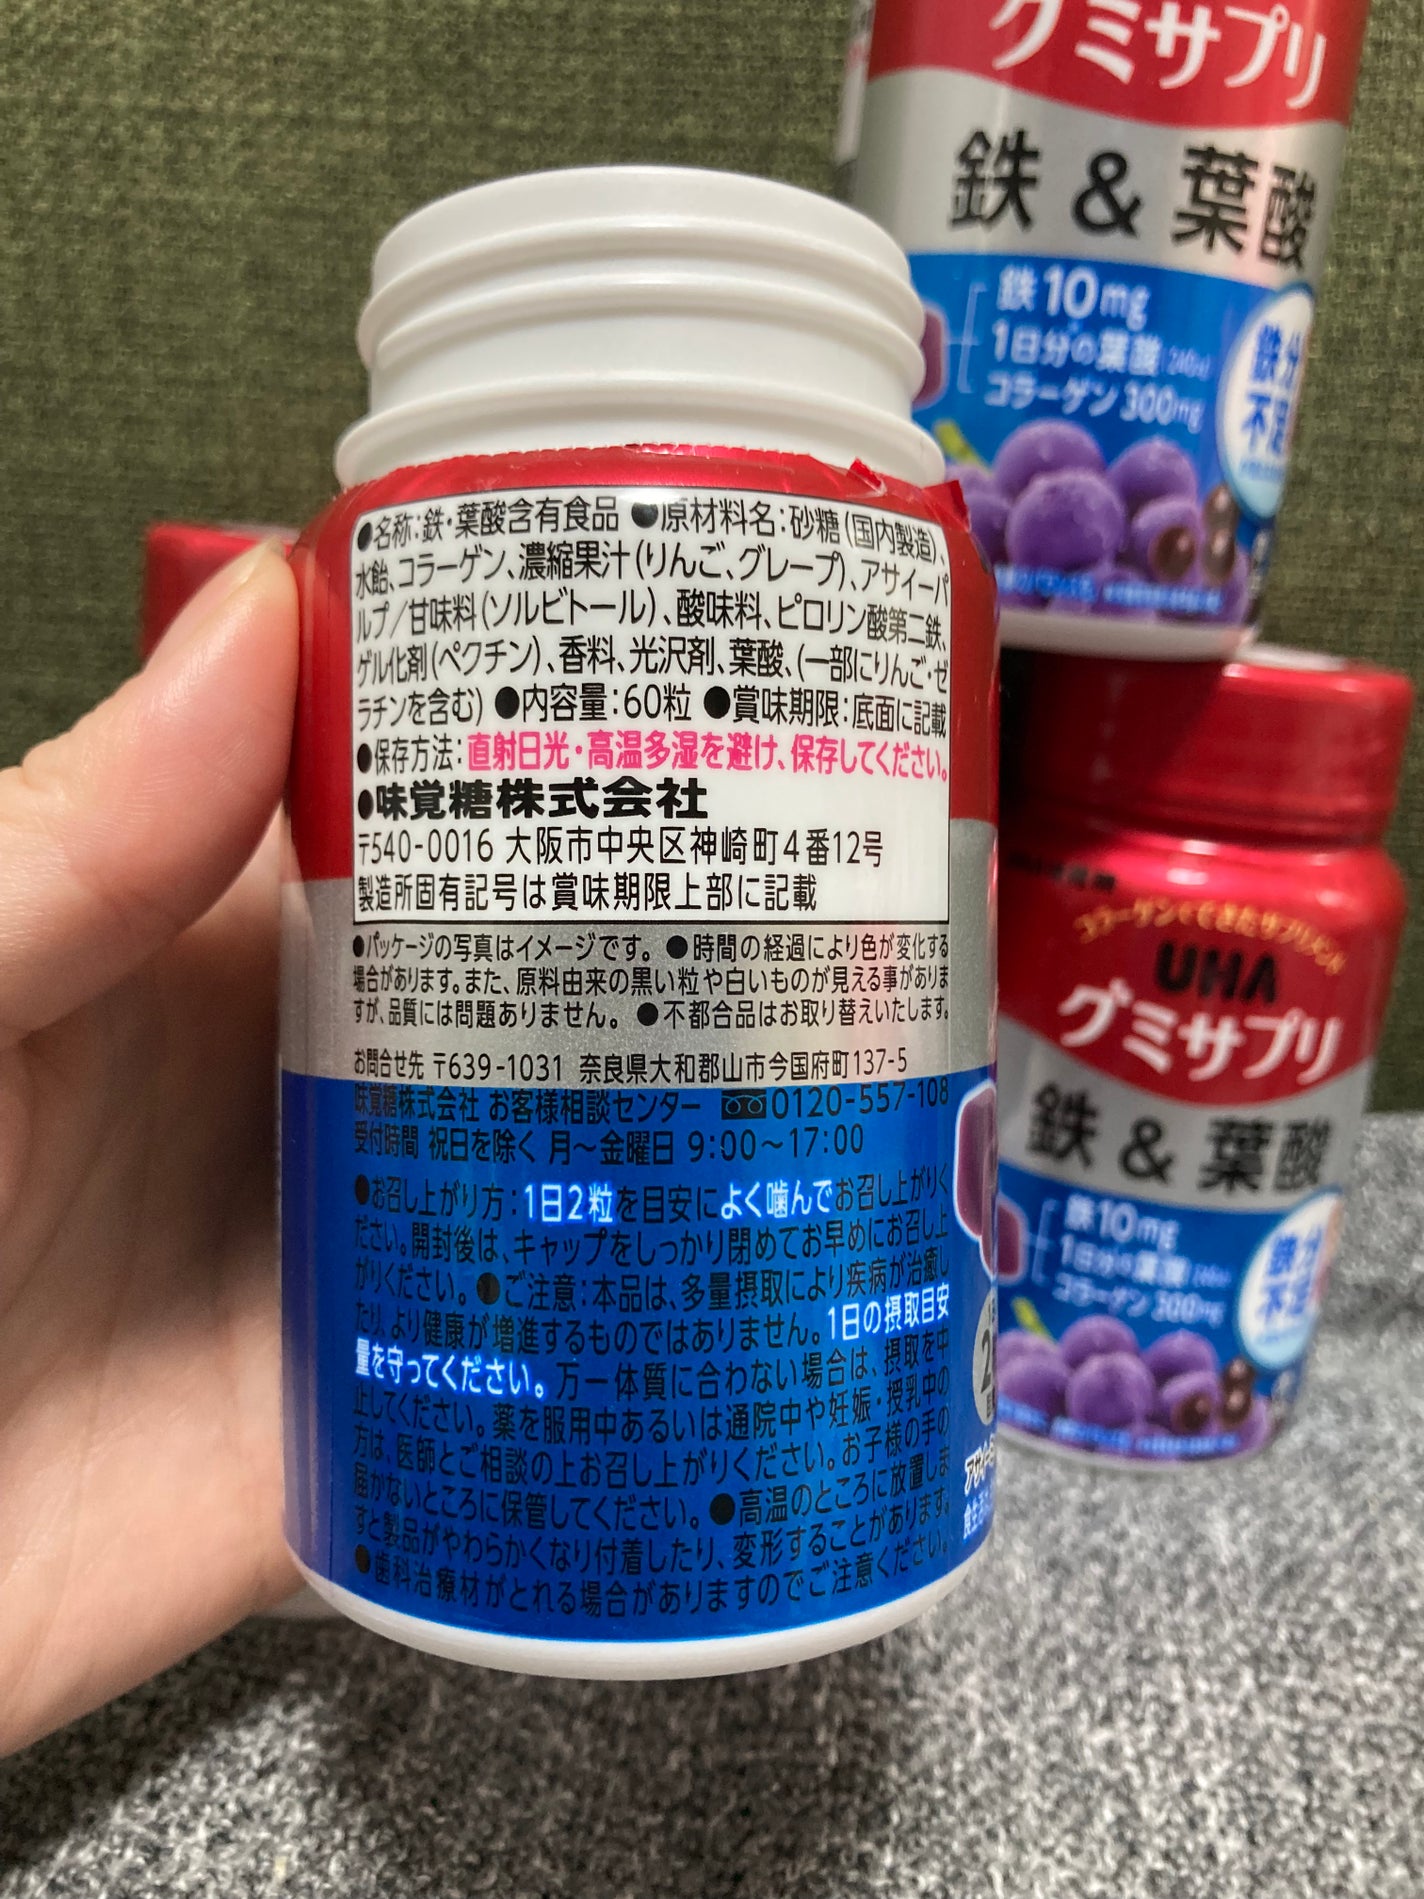 ●名称:鉄・葉酸含有食品 ●原材料名:砂糖(国内製造)、
水飴、コラーゲン、濃縮果汁(りんご、グレープ)、アサイーパ
ルプ/甘味料(ソルビトール)、酸味料、ピロリン酸第二鉄、
ゲル化剤(ペクチン)、香料、光沢剤、葉酸、(一部にりんご・ゼ
ラチンを含む) ●内容量:60粒 ●賞味期限:底面に記載
●保存方法:直射日光・高温多湿を避け、保存してください。
●味覚糖株式会社
〒540-0016 大阪市中央区神崎町4番12号
製造所固有記号は賞味期限上部に記載
●パッケージの写真はイメージです。 ●時間の経過により色が変化する
場合があります。また、原料由来の黒い粒や白いものが見える事がありま
すが、品質には問題ありません。 ●不都合品はお取り替えいたします。
お問合せ先 〒639-1031 奈良県大和郡山市今国府町137-5
味覚糖株式会社 お客様相談センター 0120-557-108
受付時間 祝日を除く 月〜金曜日 9:00〜17:00
●お召し上がり方:1日2粒を目安によく噛んでお召し上がりく
ださい。開封後は、キャップをしっかり閉めてお早めにお召し上
がりください。 ●ご注意:本品は、多量摂取により疾病が治癒し
たり、より健康が増進するものではありません。1日の摂取目安
量を守ってください。万一体質に合わない場合は、摂取を中
止してください。薬を服用中あるいは通院中や妊娠・授乳中の
方は、医師とご相談の上お召し上がりください。お子様の手の
届かないところに保管してください。 ●高温のところに放置しま
すと製品がやわらかくなり付着したり、変形することがあります。
●歯科治療材がとれる場合がありますのでご注意ください。
グミサプリ
鉄 & 葉酸
鉄10mg
1日分の葉酸
コラーゲン 300mg
鉄分
不足
コラーゲンでできたサプリメント
UHA
グミサプリ
鉄 & 葉酸
鉄10mg
1日分の葉酸
コラーゲン 300mg
鉄分
不足